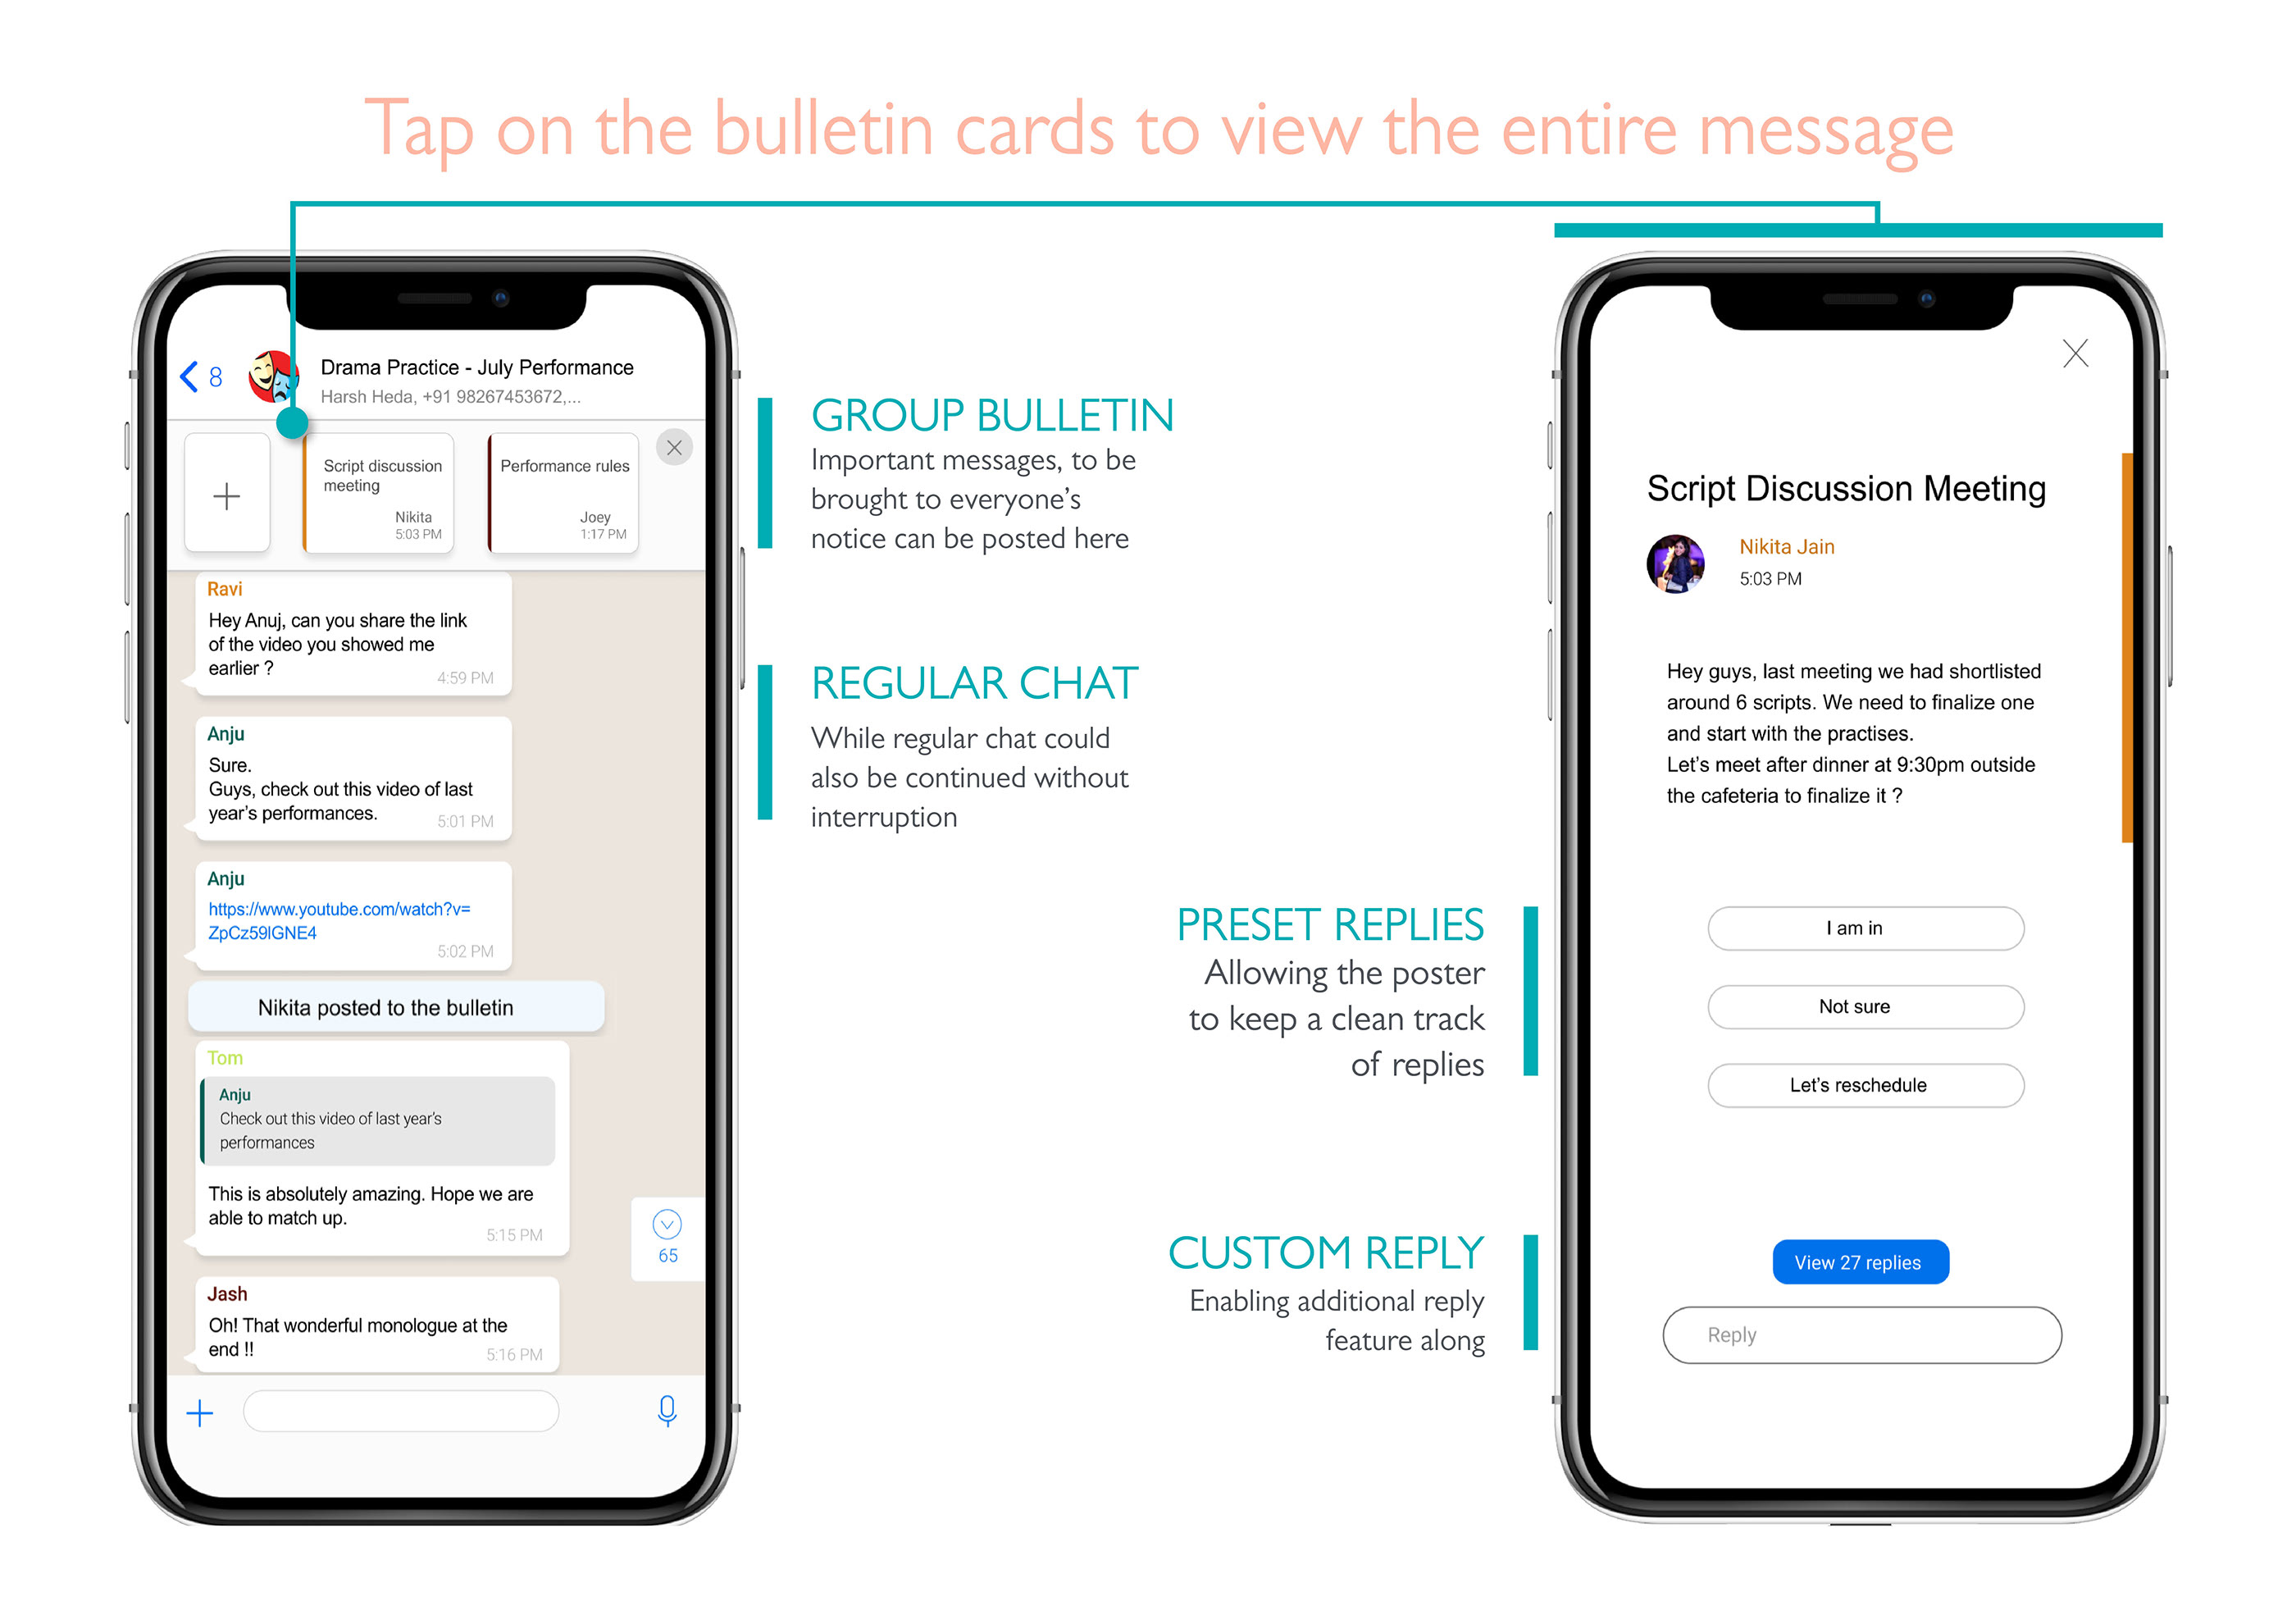 Tap on the bulletin cards to view the entire message
8
Drama Practice - July Performance
Harsh Heda, +91 98267453672,...
Script discussion
meeting
Nikita
5:03 PM
Performance rules
Joey
1:17 PM
Ravi
Hey Anuj, can you share the link
of the video you showed me
earlier ?
4:59 PM
Anju
Sure.
Guys, check out this video of last
year's performances.
5:01 PM
Anju
https://www.youtube.com/watch?v=
ZpCz59lGNE4
5:02 PM
Nikita posted to the bulletin
Tom
Anju
Check out this video of last year's
performances
This is absolutely amazing. Hope we are
able to match up.
5:15 PM
65
Jash
Oh! That wonderful monologue at the
end !!
5:16 PM
GROUP BULLETIN
Important messages, to be
brought to everyone's
notice can be posted here
REGULAR CHAT
While regular chat could
also be continued without
interruption
PRESET REPLIES
Allowing the poster
to keep a clean track
of replies
CUSTOM REPLY
Enabling additional reply
feature along
Script Discussion Meeting
Nikita Jain
5:03 PM
Hey guys, last meeting we had shortlisted
around 6 scripts. We need to finalize one
and start with the practises.
Let's meet after dinner at 9:30pm outside
the cafeteria to finalize it ?
I am in
Not sure
Let's reschedule
View 27 replies
Reply